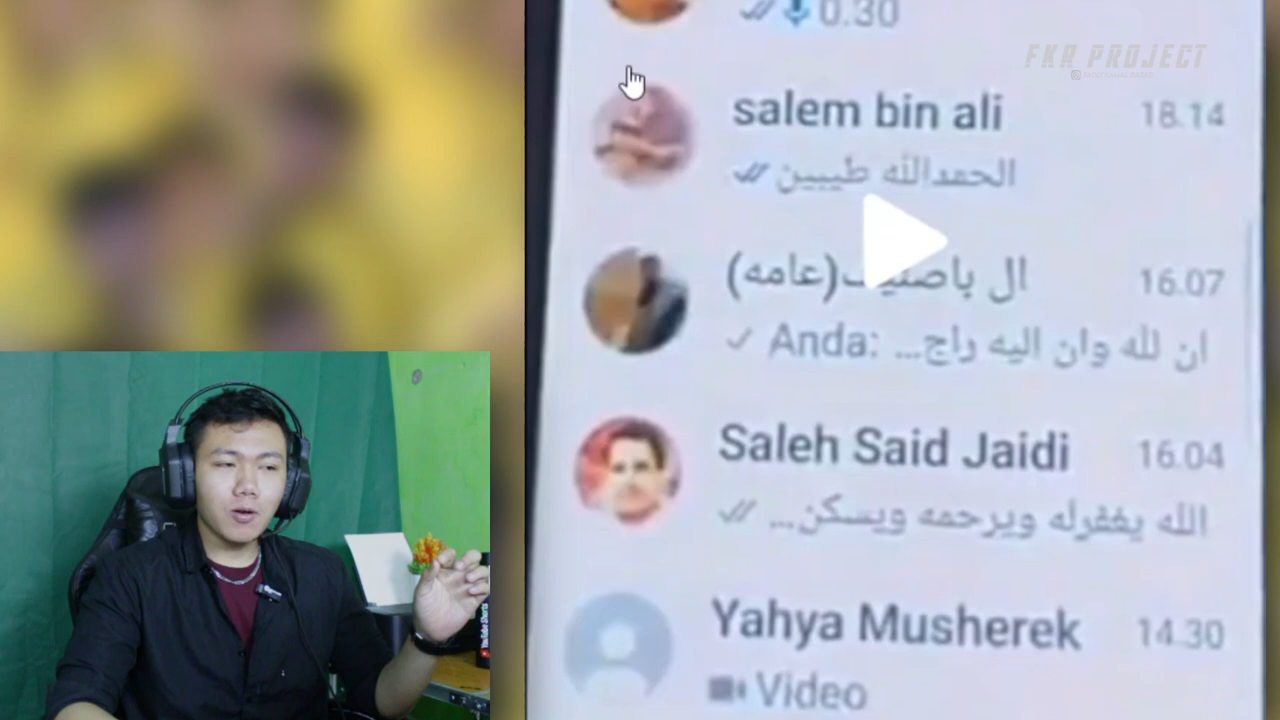 0.30
FKR PROJECT
salem bin ali 18.14
الحمدالله طيبين
ال (عامه) 16.07
Anda: ان لله وان اليه راج...
Saleh Said Jaidi 16.04
الله يغفرله ويرحمه ويسكن...
Yahya Musherek 14.30
Video